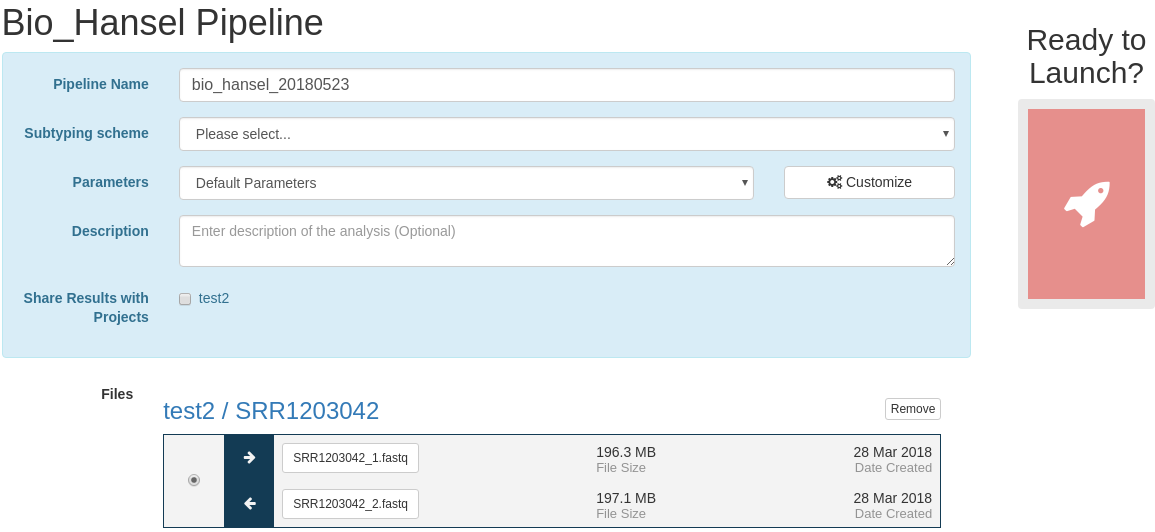 Bio_Hansel Pipeline
Ready to
Launch?
Pipeline Name
bio_hansel_20180523
Subtyping scheme
Please select...
Parameters
Default Parameters
Customize
Description
Enter description of the analysis (Optional)
Share Results with
Projects
test2
Files
test2 / SRR1203042
Remove
SRR1203042_1.fastq
196.3 MB
File Size
28 Mar 2018
Date Created
SRR1203042_2.fastq
197.1 MB
File Size
28 Mar 2018
Date Created